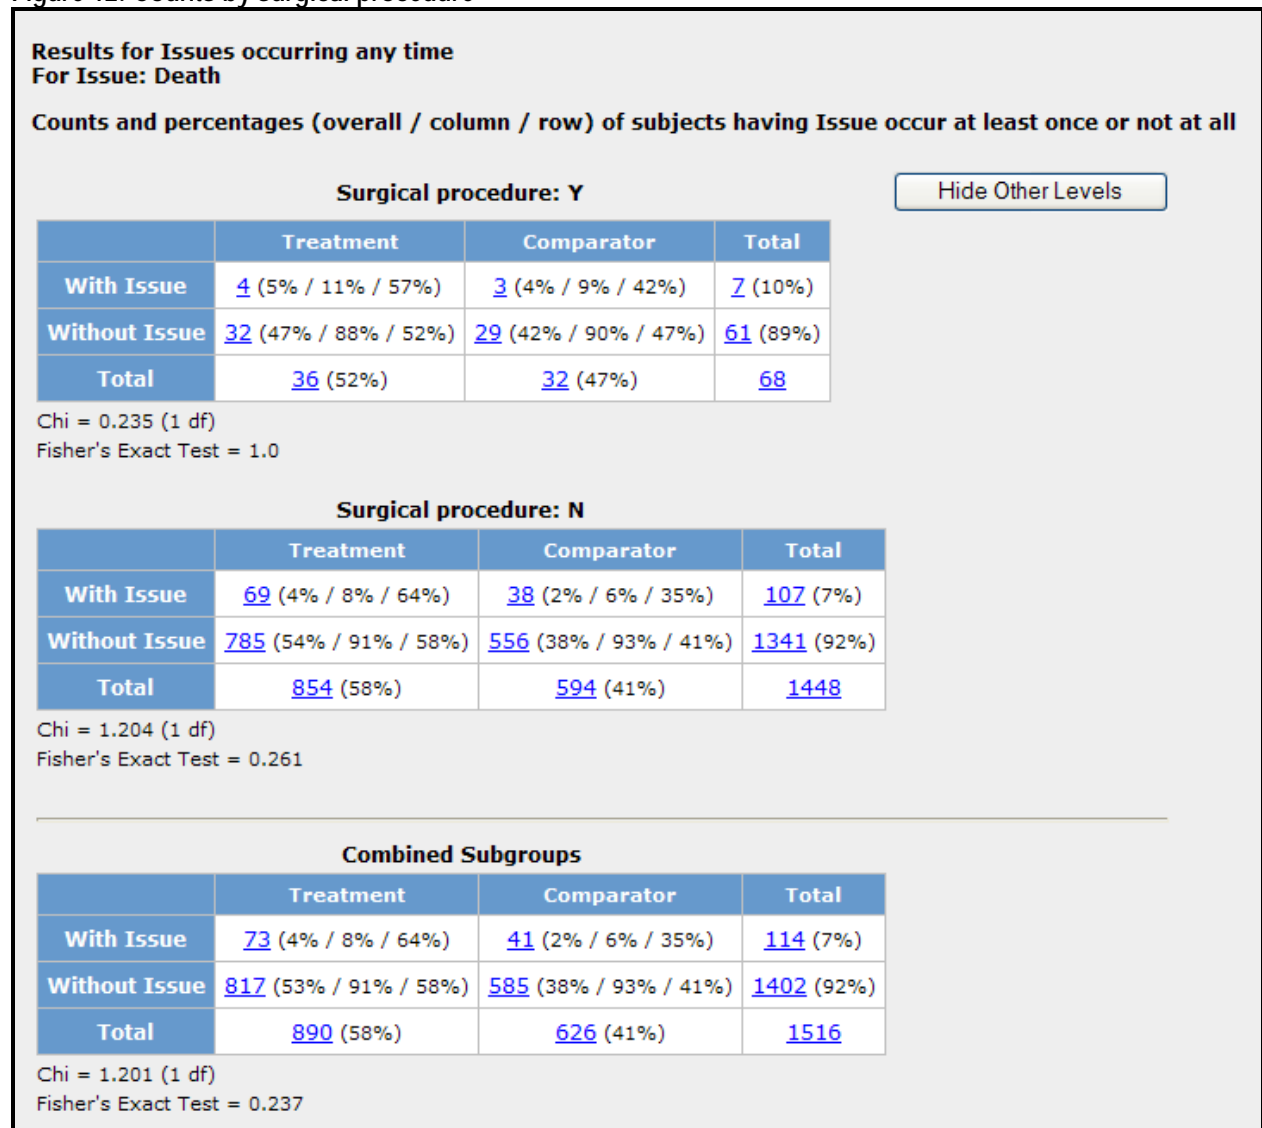 Figure 12: Counts by surgical procedure
Results for Issues occurring any time
For Issue: Death
Counts and percentages (overall / column / row) of subjects having Issue occur at least once or not at all
Surgical procedure: Y
Hide Other Levels
Treatment Comparator Total
With Issue 4 (5% / 11% / 57%) 3 (4% / 9% / 42%) 7 (10%)
Without Issue 32 (47% / 88% / 52%) 29 (42% / 90% / 47%) 61 (89%)
Total 36 (52%) 32 (47%) 68
Chi = 0.235 (1 df)
Fisher's Exact Test = 1.0
Surgical procedure: N
Treatment Comparator Total
With Issue 69 (4% / 8% / 64%) 38 (2% / 6% / 35%) 107 (7%)
Without Issue 785 (54% / 91% / 58%) 556 (38% / 93% / 41%) 1341 (92%)
Total 854 (58%) 594 (41%) 1448
Chi = 1.204 (1 df)
Fisher's Exact Test = 0.261
Combined Subgroups
Treatment Comparator Total
With Issue 73 (4% / 8% / 64%) 41 (2% / 6% / 35%) 114 (7%)
Without Issue 817 (53% / 91% / 58%) 585 (38% / 93% / 41%) 1402 (92%)
Total 890 (58%) 626 (41%) 1516
Chi = 1.201 (1 df)
Fisher's Exact Test = 0.237